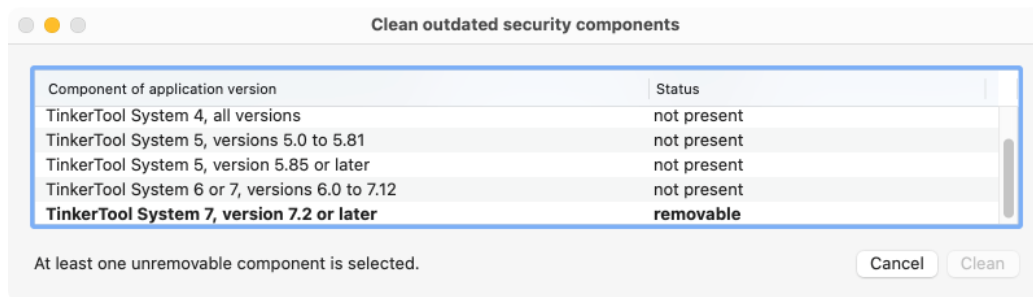 Clean outdated security components
Component of application version Status
TinkerTool System 4, all versions not present
TinkerTool System 5, versions 5.0 to 5.81 not present
TinkerTool System 5, version 5.85 or later not present
TinkerTool System 6 or 7, versions 6.0 to 7.12 not present
TinkerTool System 7, version 7.2 or later removable
At least one unremovable component is selected. Cancel Clean